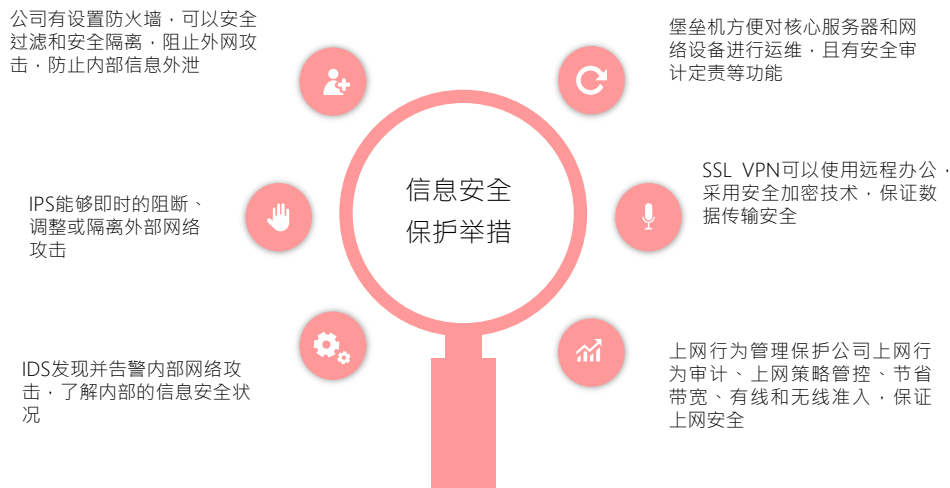 公司有设置防火墙，可以安全
过滤和安全隔离，阻止外网攻
击，防止内部信息外泄
IPS能够即时的阻断、
调整或隔离外部网络
攻击
IDS发现并告警内部网络攻
击，了解内部的信息安全状
况
信息安全
保护举措
堡垒机方便对核心服务器和网
络设备进行运维，且有安全审
计定责等功能
SSL VPN可以使用远程办公，
采用安全加密技术，保证数
据传输安全
上网行为管理保护公司上网行
为审计、上网策略管控、节省
带宽、有线和无线准入，保证
上网安全